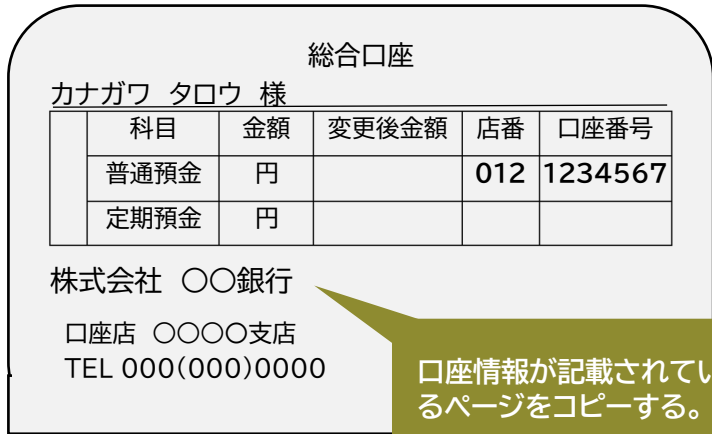 総合口座
カナガワ タロウ 様
科目 金額 変更後金額 店番 口座番号
普通預金 円 012 1234567
定期預金 円
株式会社 〇〇銀行
口座店 〇〇〇〇支店
TEL 000(000)0000
口座情報が記載されてい
るページをコピーする。